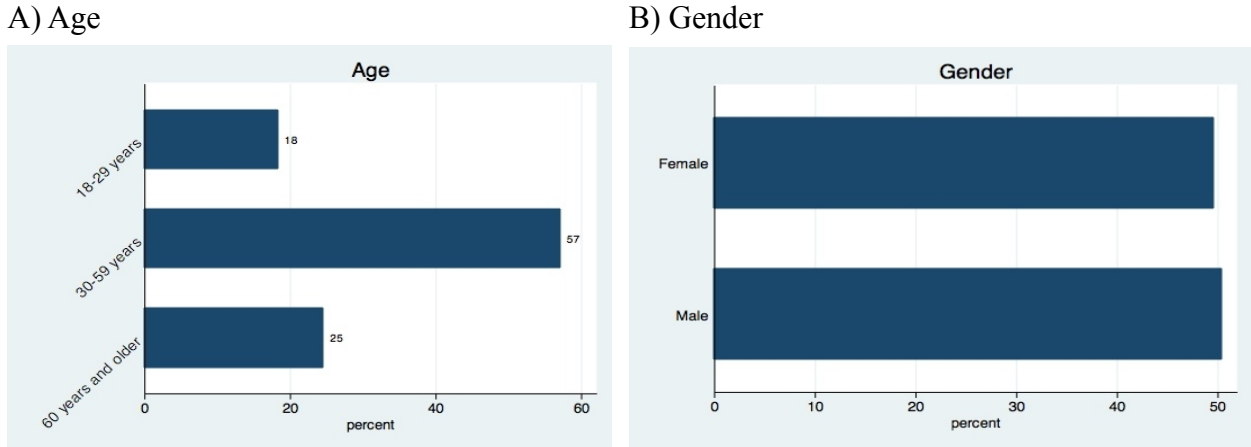 A) Age
Age
18-29 years
18
30-59 years
57
60 years and older
25
0 20 40 60
percent
B) Gender
Gender
Female
Male
0 10 20 30 40 50
percent